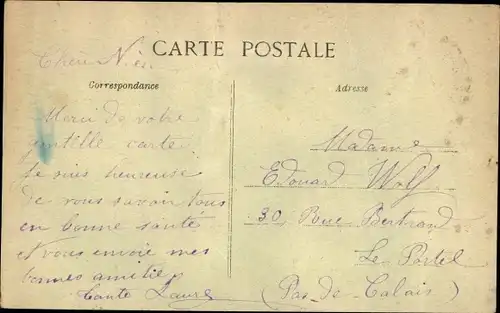 CARTE POSTALE
Correspondance
Adresse
Merci de votre
gentille carte
Je suis heureuse
de vous savoir tous
en bonne santé
et vous envoie mes
bonnes amitiés
Tante Laure
Madame
Edouard Wolf
30 Rue Bertrand
Le Portel
(Pas-de-Calais)